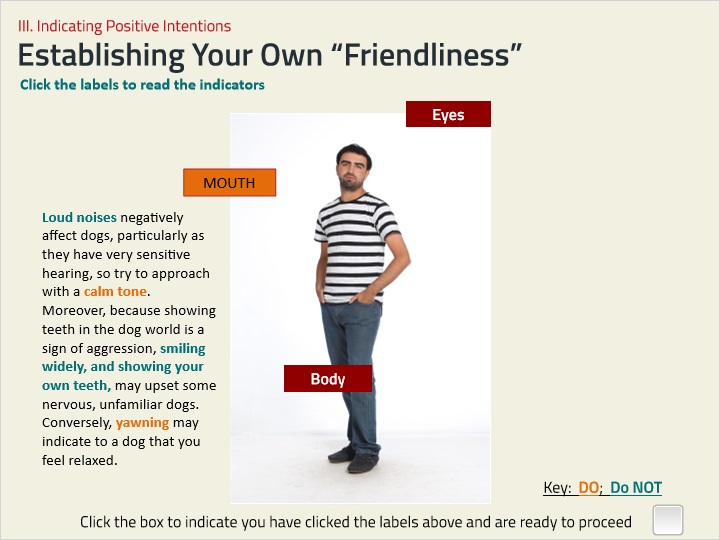 III. Indicating Positive Intentions
Establishing Your Own “Friendliness”
Click the labels to read the indicators
Eyes
MOUTH
Loud noises negatively
affect dogs, particularly as
they have very sensitive
hearing, so try to approach
with a calm tone.
Moreover, because showing
teeth in the dog world is a
sign of aggression, smiling
widely, and showing your
own teeth, may upset some
nervous, unfamiliar dogs.
Conversely, yawning may
indicate to a dog that you
feel relaxed.
Body
Key: DO; Do NOT
Click the box to indicate you have clicked the labels above and are ready to proceed